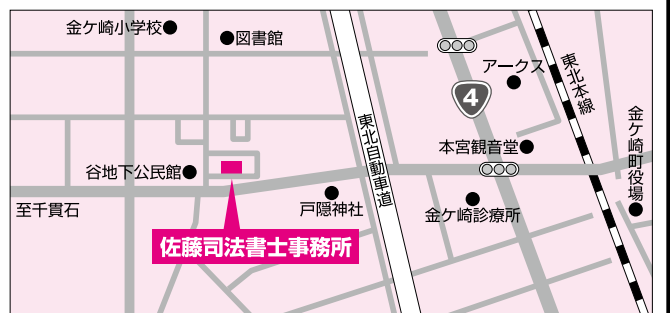 金ケ崎小学校
図書館
アークス
4
東北本線
東北自動車道
本宮観音堂
金ケ崎町役場
谷地下公民館
至千貫石
戸隠神社
金ケ崎診療所
佐藤司法書士事務所